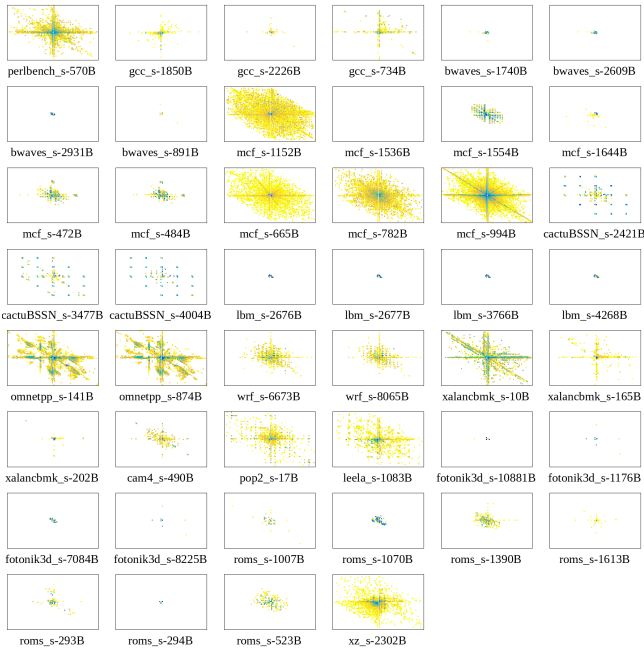 perlbench_s-570B gcc_s-1850B gcc_s-2226B gcc_s-734B bwaves_s-1740B bwaves_s-2609B
bwaves_s-2931B bwaves_s-891B mcf_s-1152B mcf_s-1536B mcf_s-1554B mcf_s-1644B
mcf_s-472B mcf_s-484B mcf_s-665B mcf_s-782B mcf_s-994B cactuBSSN_s-2421B
cactuBSSN_s-3477B cactuBSSN_s-4004B lbm_s-2676B lbm_s-2677B lbm_s-3766B lbm_s-4268B
omnetpp_s-141B omnetpp_s-874B wrf_s-6673B wrf_s-8065B xalancbmk_s-10B xalancbmk_s-165B
xalancbmk_s-202B cam4_s-490B pop2_s-17B leela_s-1083B fotonik3d_s-10881B fotonik3d_s-1176B
fotonik3d_s-7084B fotonik3d_s-8225B roms_s-1007B roms_s-1070B roms_s-1390B roms_s-1613B
roms_s-293B roms_s-294B roms_s-523B xz_s-2302B